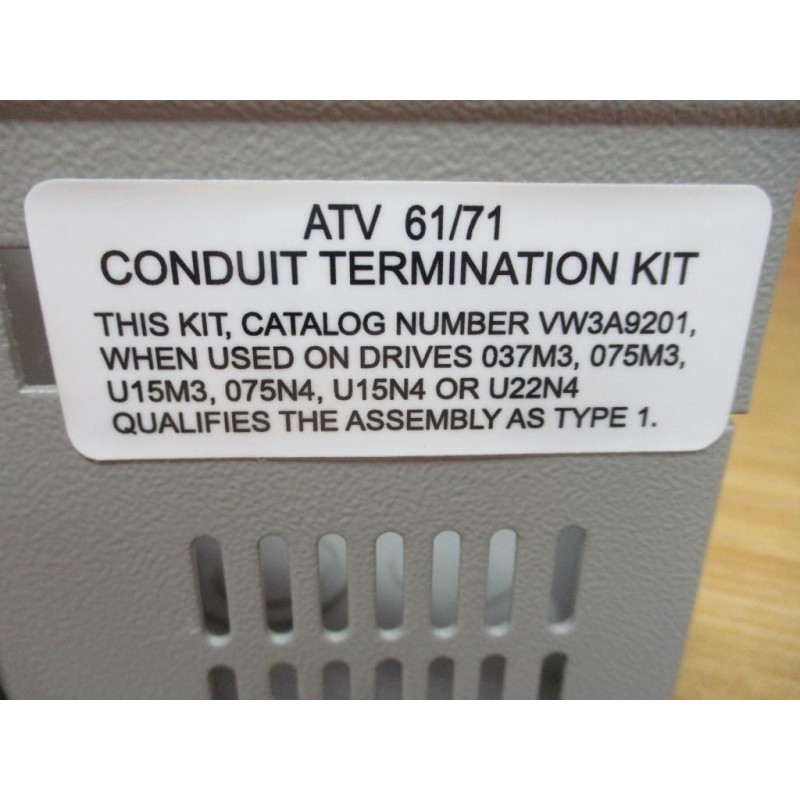 ATV 61/71
CONDUIT TERMINATION KIT
THIS KIT, CATALOG NUMBER VW3A9201,
WHEN USED ON DRIVES 037M3, 075M3,
U15M3, 075N4, U15N4 OR U22N4
QUALIFIES THE ASSEMBLY AS TYPE 1.